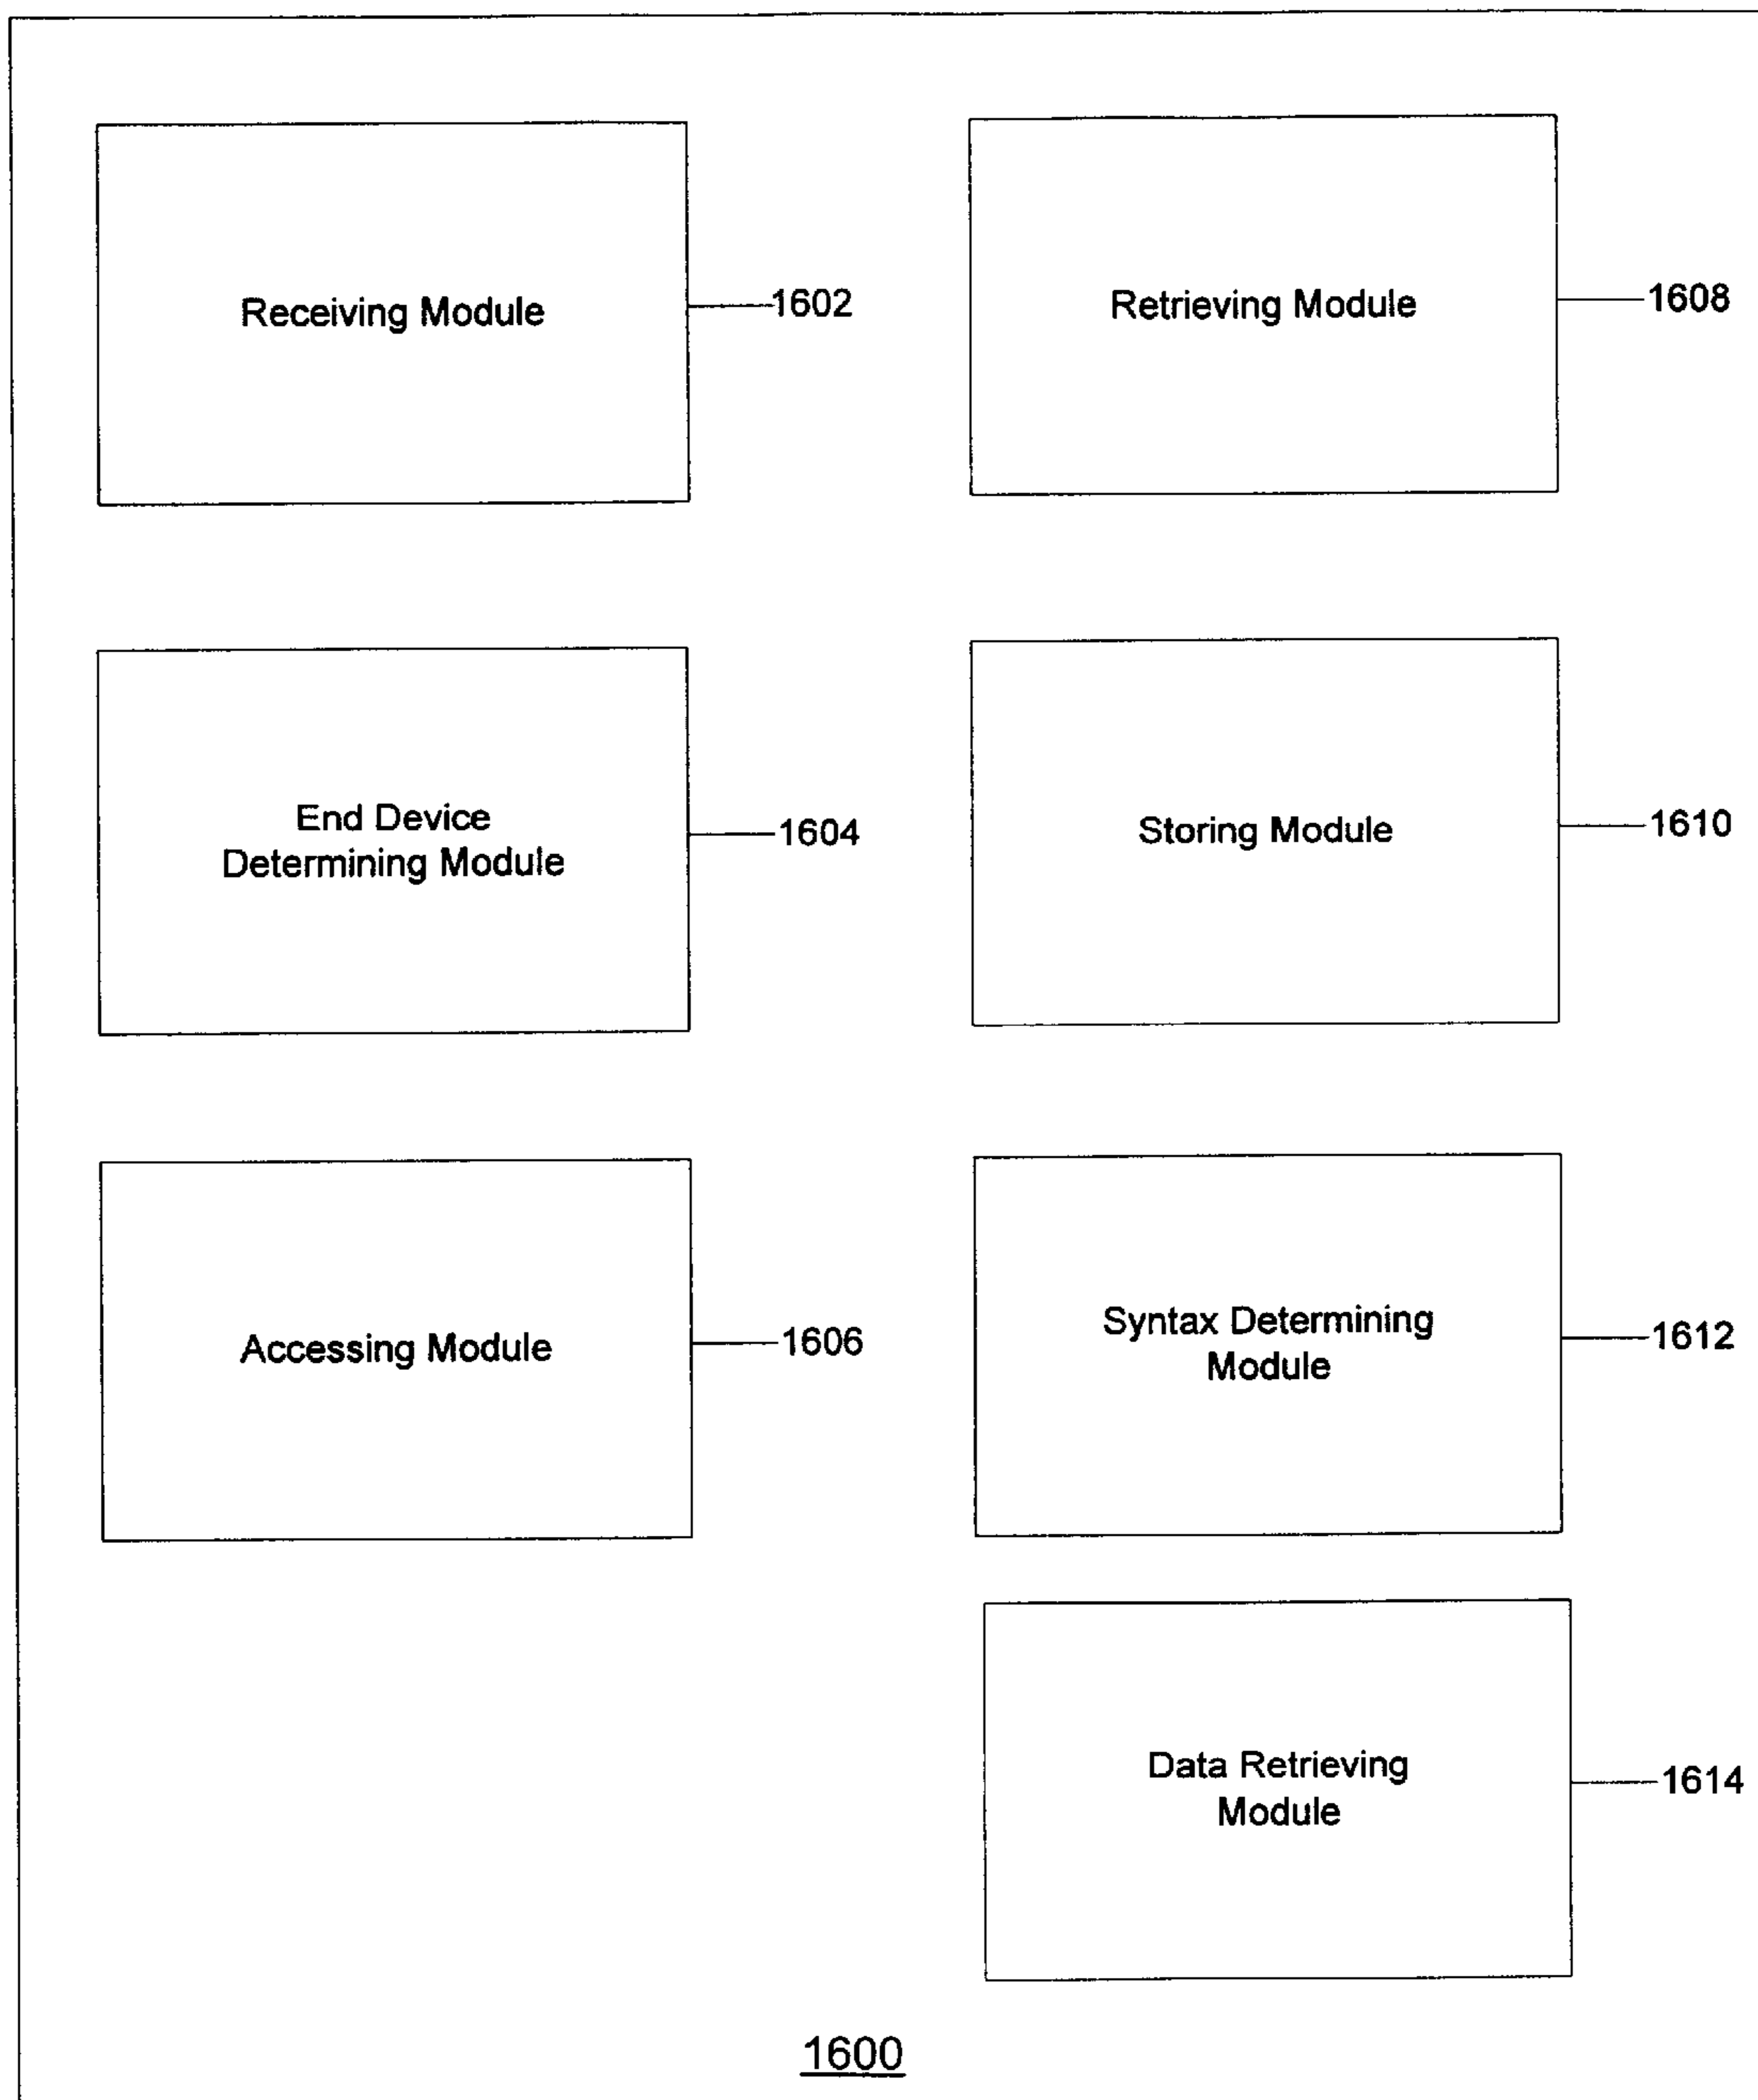 Receiving Module
1602
Retrieving Module
1608
End Device
Determining Module
1604
Storing Module
1610
Accessing Module
1606
Syntax Determining
Module
1612
Data Retrieving
Module
1614
1600